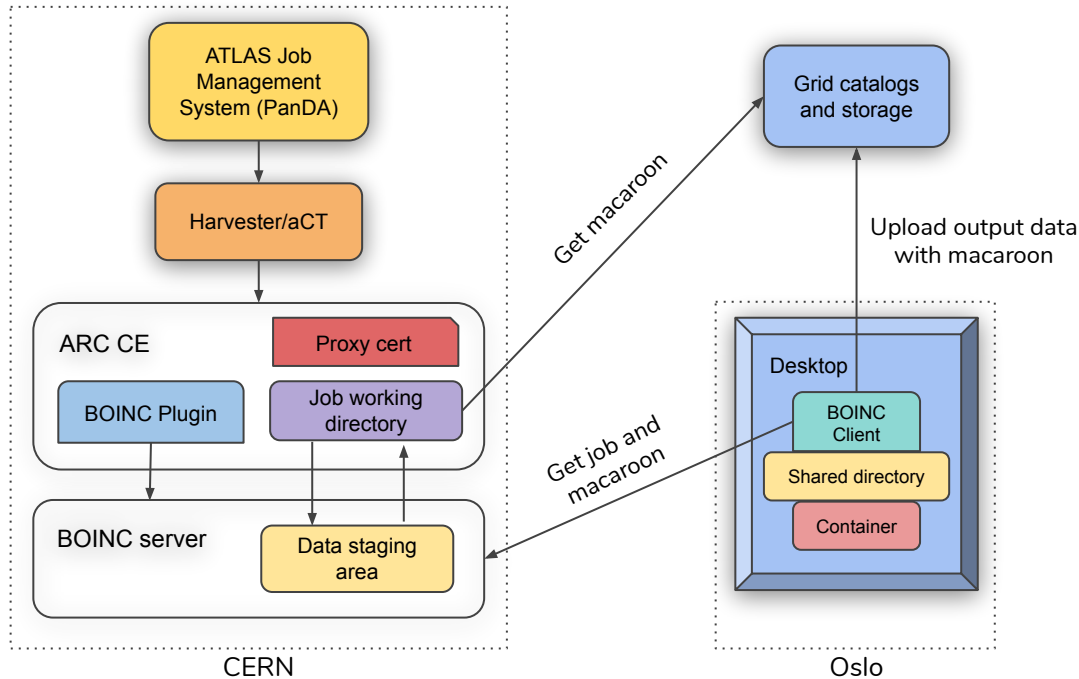 ATLAS Job
Management
System (PanDA)
Harvester/aCT
ARC CE
Proxy cert
BOINC Plugin
Job working
directory
BOINC server
Data staging
area
CERN
Get macaroon
Grid catalogs
and storage
Upload output data
with macaroon
Get job and
macaroon
Desktop
BOINC
Client
Shared directory
Container
Oslo